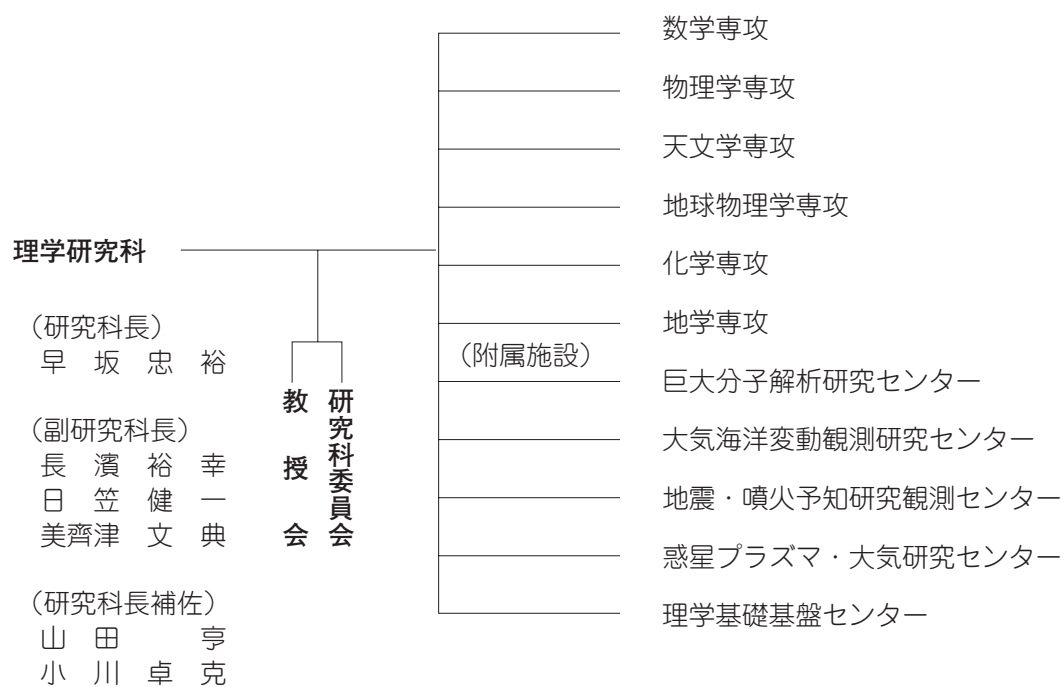 理学研究科
(研究科長)
早坂忠裕
(副研究科長)
長濱裕幸
日笠健一
美齊津文典
(研究科長補佐)
山田亨
小川卓克
教授会
研究科委員会
数学専攻
物理学専攻
天文学専攻
地球物理学専攻
化学専攻
地学専攻
(附属施設)
巨大分子解析研究センター
大気海洋変動観測研究センター
地震・噴火予知研究観測センター
惑星プラズマ・大気研究センター
理学基礎基盤センター